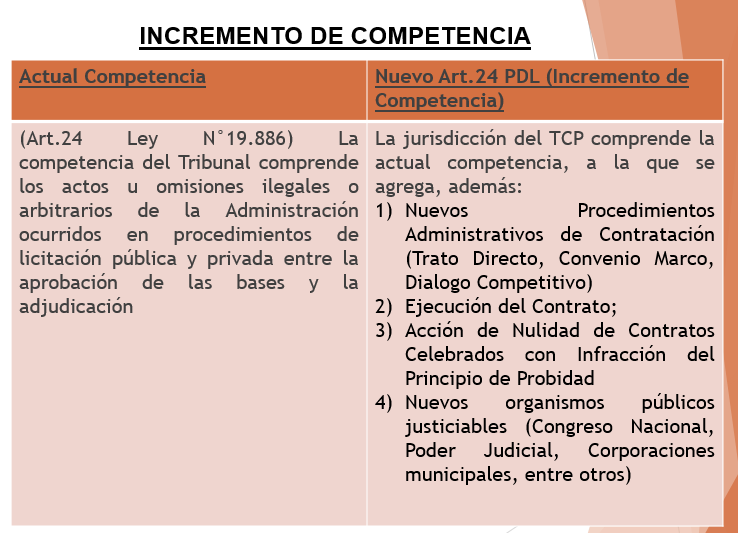 INCREMENTO DE COMPETENCIA
Actual Competencia
Nuevo Art.24 PDL (Incremento de
Competencia)
(Art.24 Ley N°19.886) La
competencia del Tribunal comprende
los actos u omisiones ilegales o
arbitrarios de la Administración
ocurridos en procedimientos de
licitación pública y privada entre la
aprobación de las bases y la
adjudicación
La jurisdicción del TCP comprende la
actual competencia, a la que se
agrega, además:
1) Nuevos Procedimientos
Administrativos de Contratación
(Trato Directo, Convenio Marco,
Dialogo Competitivo)
2) Ejecución del Contrato;
3) Acción de Nulidad de Contratos
Celebrados con Infracción del
Principio de Probidad
4) Nuevos organismos públicos
justiciables (Congreso Nacional,
Poder Judicial, Corporaciones
municipales, entre otros)